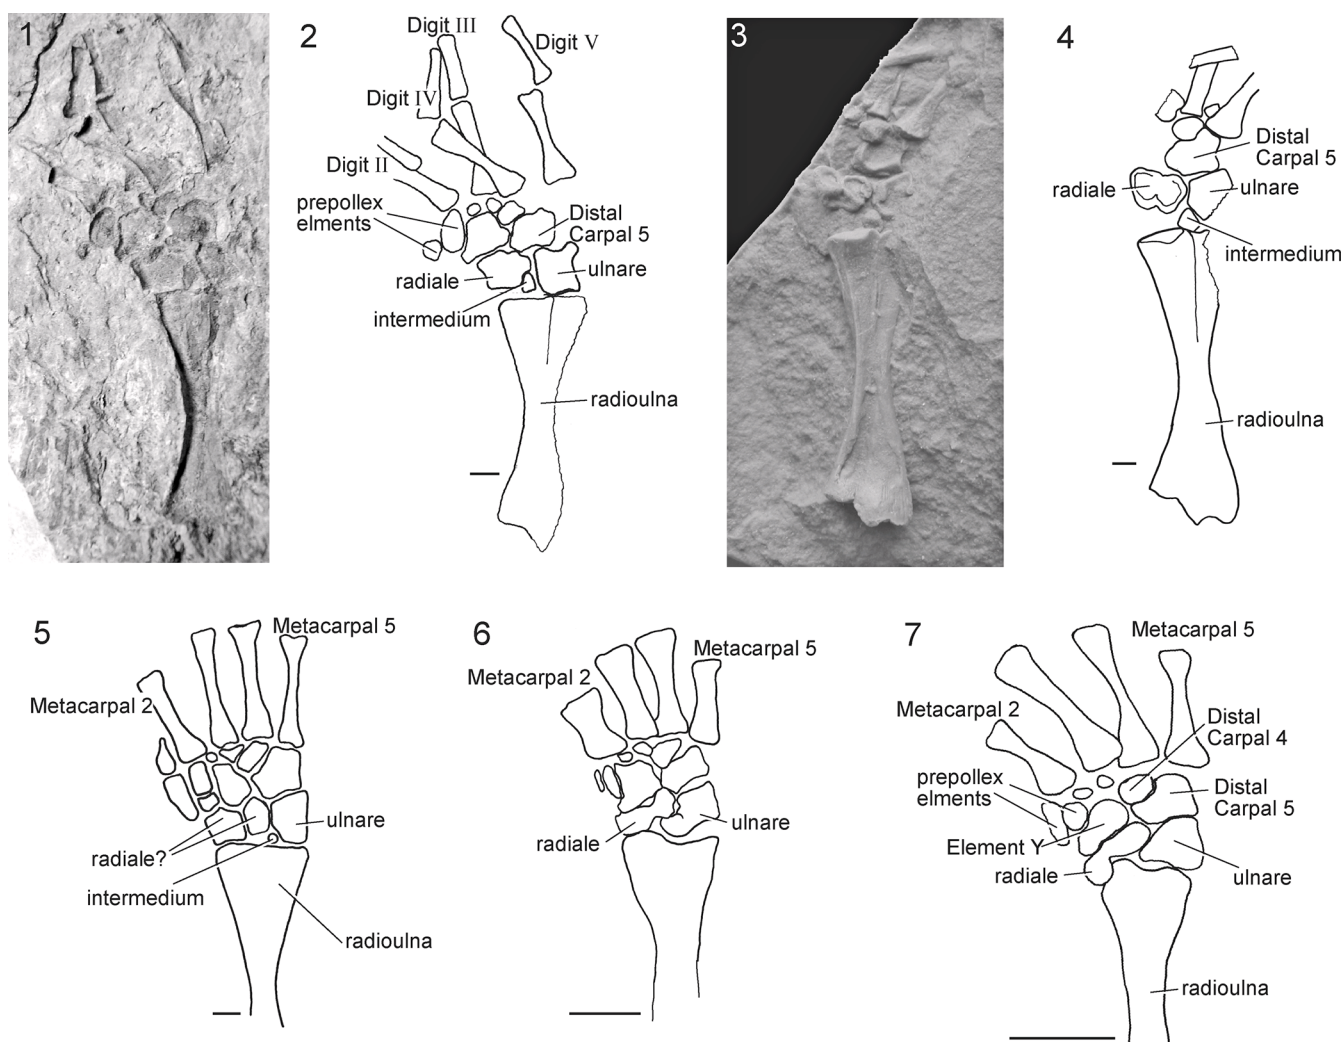 1
2
Digit III
Digit V
Digit IV
Digit II
prepollex
elments
Distal
Carpal 5
radiale
ulnare
intermedium
radioulna
3
4
Distal
Carpal 5
radiale
ulnare
intermedium
radioulna
5
Metacarpal 5
Metacarpal 2
ulnare
radiale?
intermedium
radioulna
6
Metacarpal 5
Metacarpal 2
radiale
ulnare
7
Metacarpal 5
Metacarpal 2
Distal
Carpal 4
prepollex
elments
Distal
Carpal 5
Element Y
radiale
ulnare
radioulna